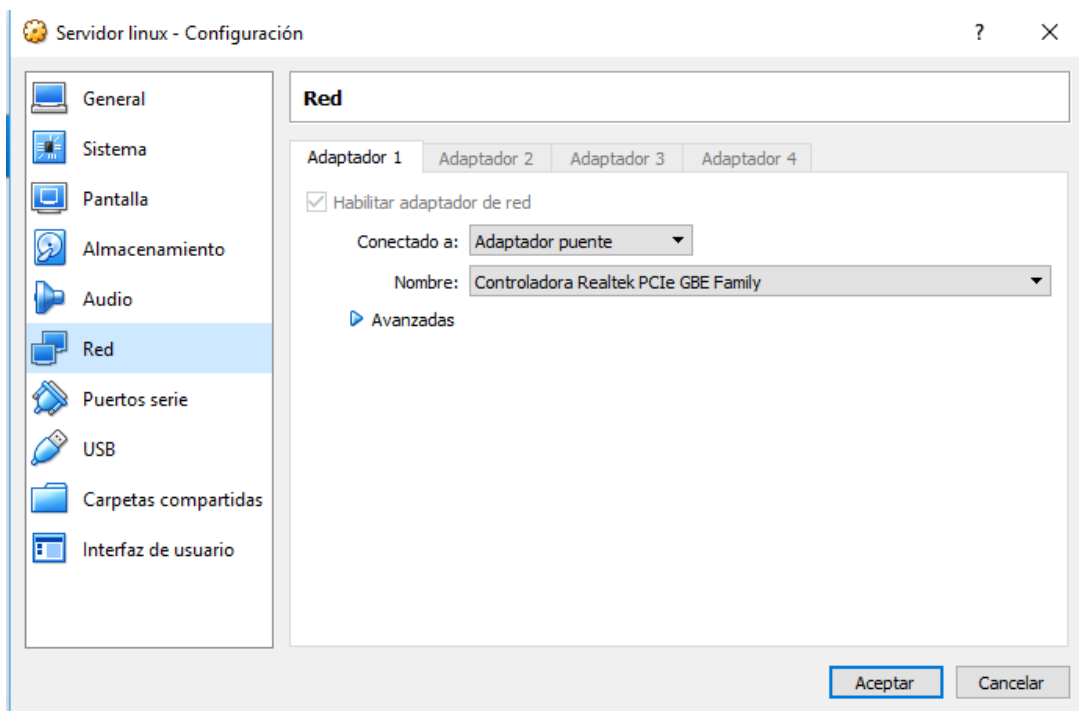 Servidor linux - Configuración ?
General
Sistema
Pantalla
Almacenamiento
Audio
Red
Puertos serie
USB
Carpetas compartidas
Interfaz de usuario
Red
Adaptador 1 Adaptador 2 Adaptador 3 Adaptador 4
Habilitar adaptador de red
Conectado a: Adaptador puente
Nombre: Controladora Realtek PCIe GBE Family
Avanzadas
Aceptar Cancelar